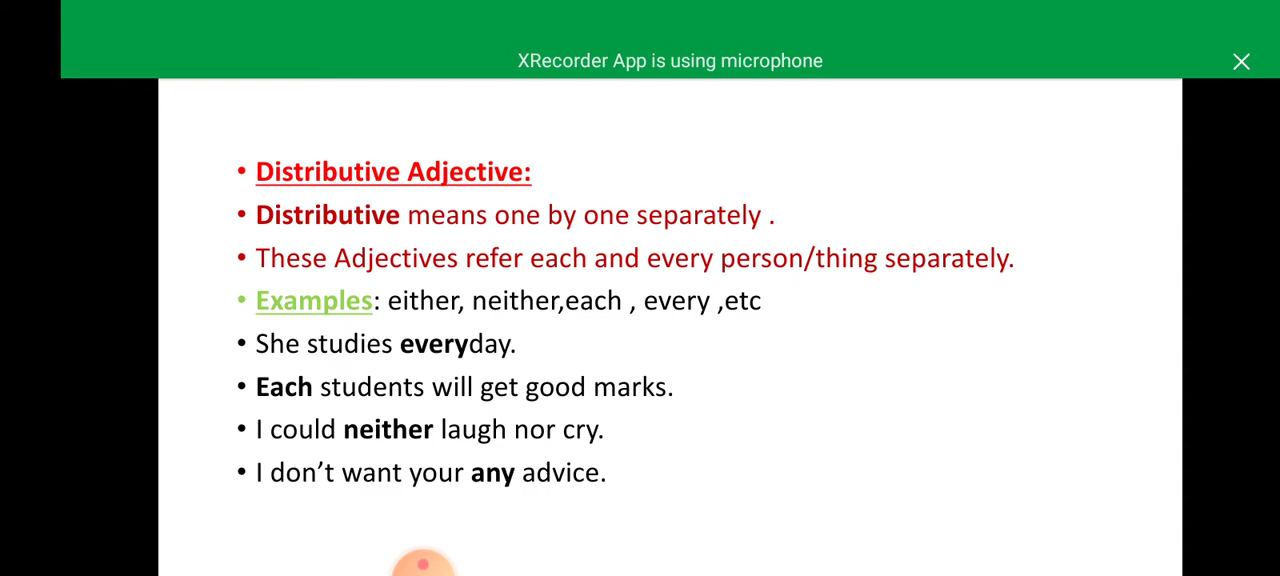 XRecorder App is using microphone
• Distributive Adjective:
• Distributive means one by one separately .
• These Adjectives refer each and every person/thing separately.
• Examples: either, neither,each , every ,etc
• She studies everyday.
• Each students will get good marks.
• I could neither laugh nor cry.
• I don’t want your any advice.